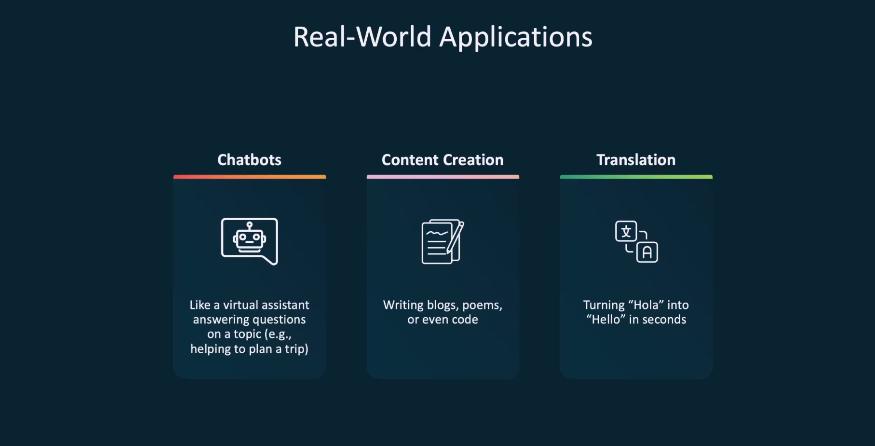 Real-World Applications
Chatbots
Like a virtual assistant
answering questions
on a topic (e.g.,
helping to plan a trip)
Content Creation
Writing blogs, poems,
or even code
Translation
文
A
Turning “Hola” into
“Hello” in seconds